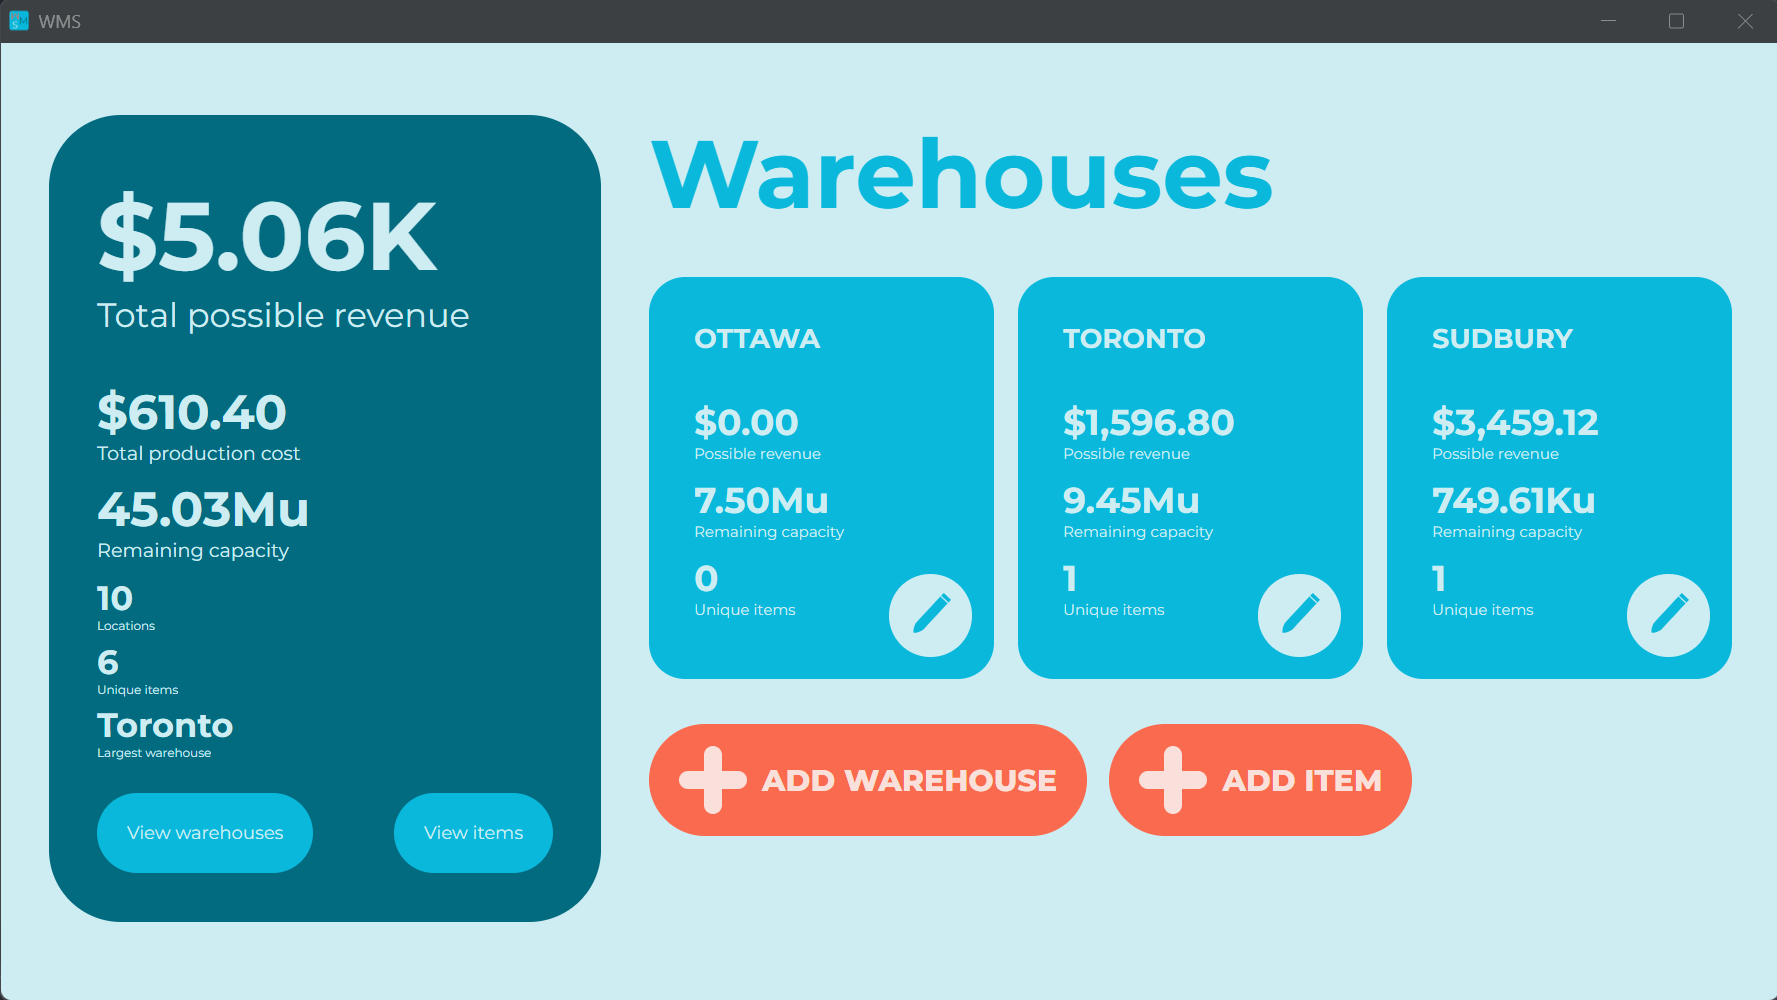 WMS
$5.06K
Total possible revenue
$610.40
Total production cost
45.03Mu
Remaining capacity
10
Locations
6
Unique items
Toronto
Largest warehouse
View warehouses
View items
Warehouses
OTTAWA
$0.00
Possible revenue
7.50Mu
Remaining capacity
0
Unique items
TORONTO
$1,596.80
Possible revenue
9.45Mu
Remaining capacity
1
Unique items
SUDBURY
$3,459.12
Possible revenue
749.61Ku
Remaining capacity
1
Unique items
ADD WAREHOUSE
ADD ITEM